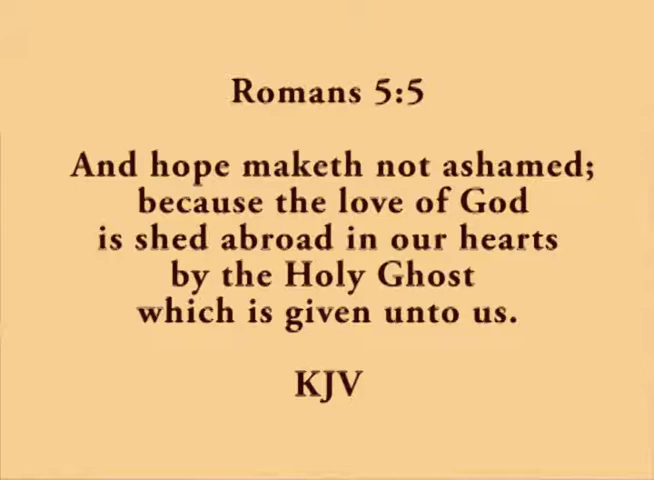 Romans 5:5
And hope maketh not ashamed;
because the love of God
is shed abroad in our hearts
by the Holy Ghost
which is given unto us.
KJV